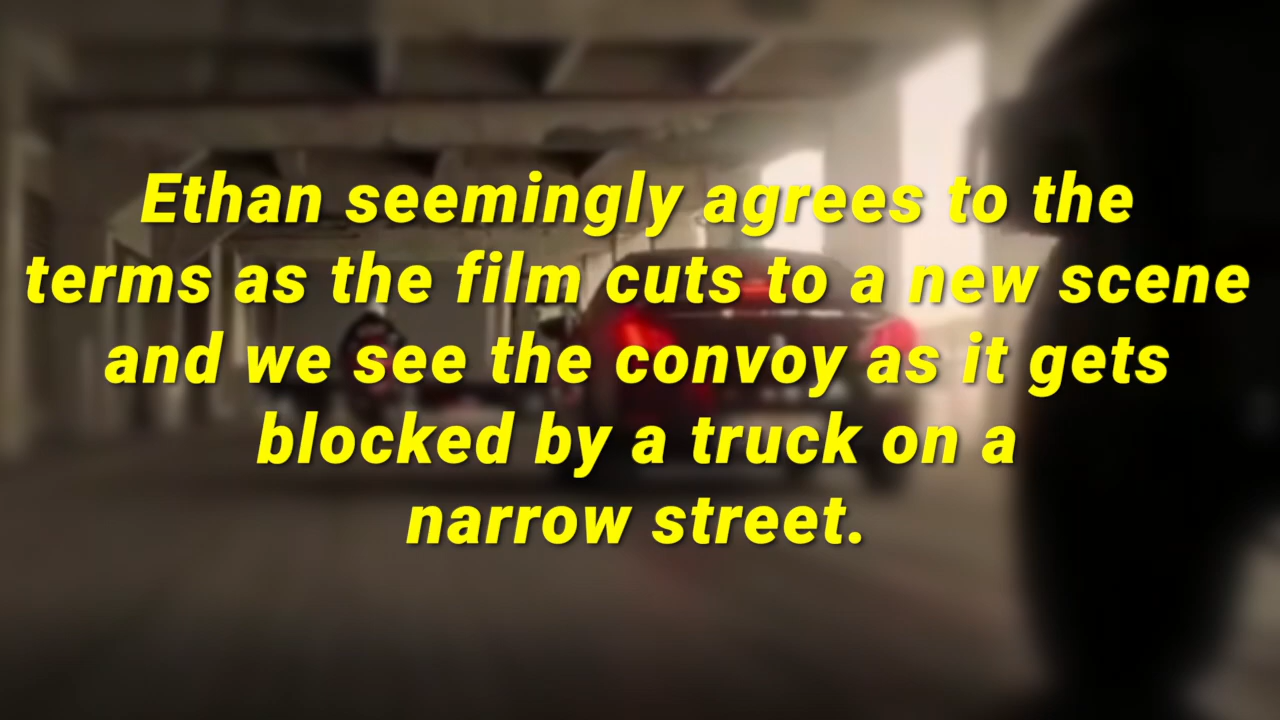 Ethan seemingly agrees to the
terms as the film cuts to a new scene
and we see the convoy as it gets
blocked by a truck on a
narrow street.